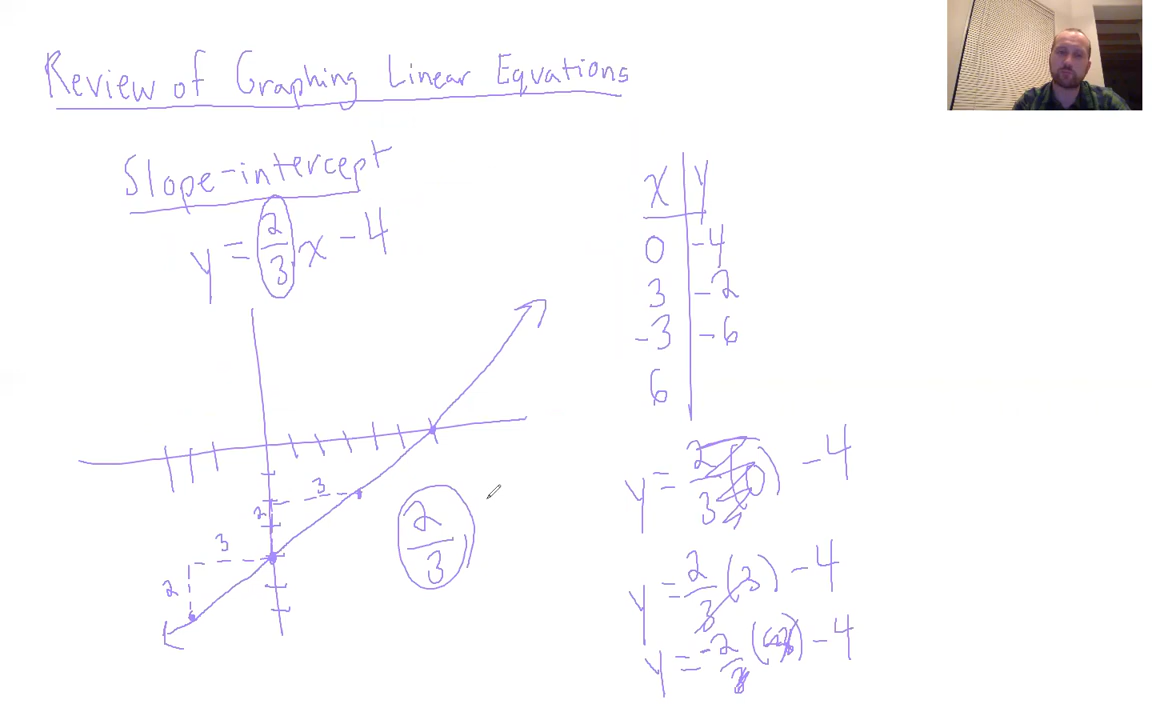 Review of Graphing Linear Equations
Slope-intercept
y = 2/3 x - 4
x | y
0 | -4
3 | -2
-3 | -6
6 |
3
2
3
2
2/3
y = 2/3 (0) - 4
y = 2/3 (3) - 4
y = -2/3 - 4